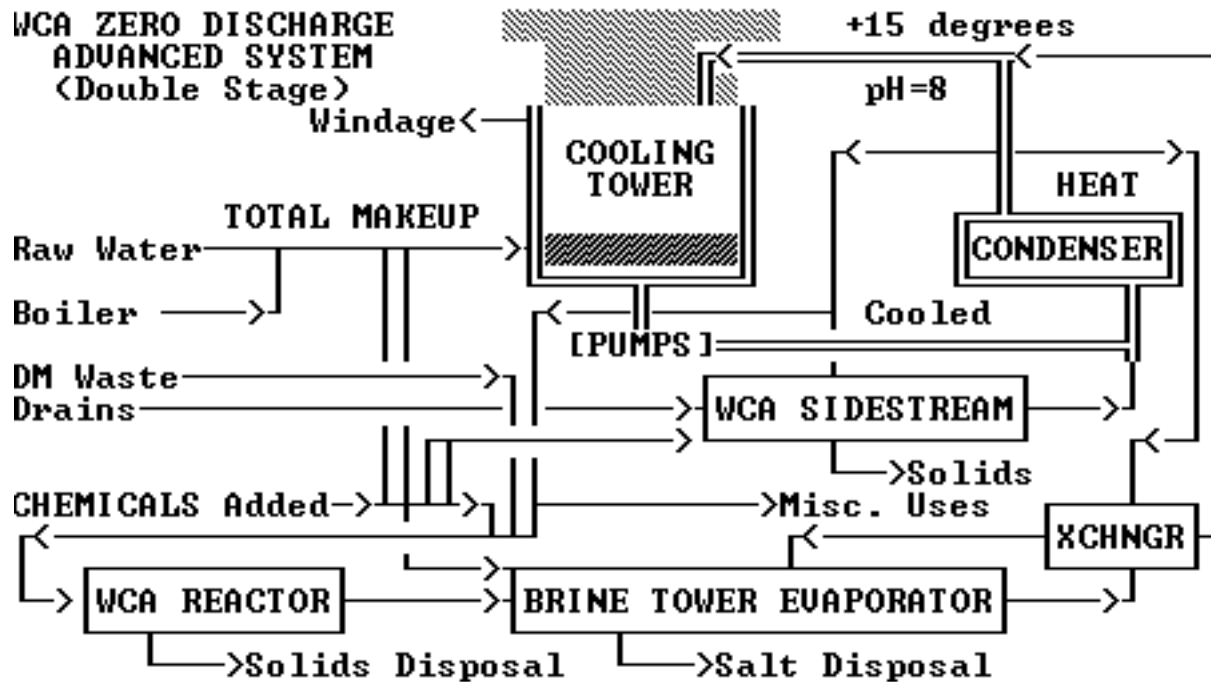 WCA ZERO DISCHARGE
ADVANCED SYSTEM
(Double Stage)
+15 degrees
pH=8
Windage
COOLING
TOWER
HEAT
TOTAL MAKEUP
Raw Water
CONDENSER
Boiler
Cooled
[PUMPS]
DM Waste
Drains
WCA SIDESTREAM
Solids
CHEMICALS Added
Misc. Uses
XCHNGR
WCA REACTOR
BRINE TOWER EVAPORATOR
Solids Disposal
Salt Disposal